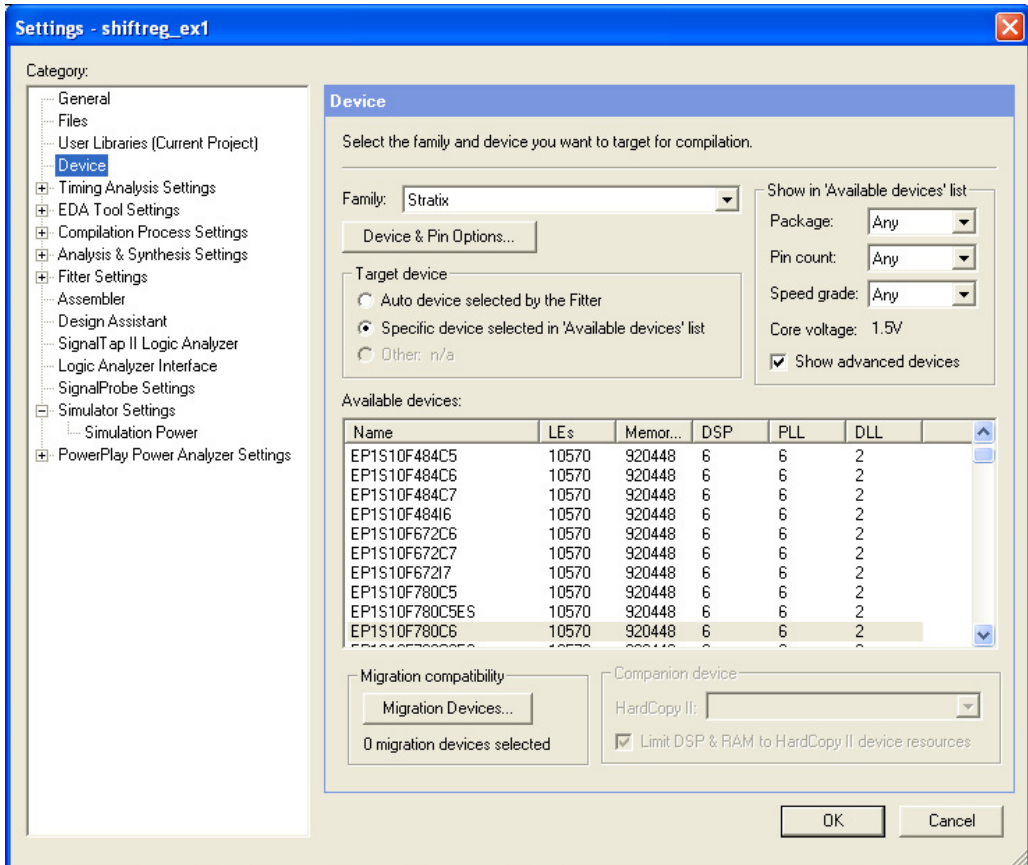 Settings - shiftreg_ex1
Category:
General
Files
User Libraries (Current Project)
Device
Timing Analysis Settings
EDA Tool Settings
Compilation Process Settings
Analysis & Synthesis Settings
Fitter Settings
Assembler
Design Assistant
SignalTap II Logic Analyzer
Logic Analyzer Interface
SignalProbe Settings
Simulator Settings
Simulation Power
PowerPlay Power Analyzer Settings
Device
Select the family and device you want to target for compilation.
Family: Stratix
Device & Pin Options...
Target device
Auto device selected by the Fitter
Specific device selected in 'Available devices' list
Other: n/a
Show in 'Available devices' list
Package: Any
Pin count: Any
Speed grade: Any
Core voltage: 1.5V
Show advanced devices
Available devices:
Name LEs Memor... DSP PLL DLL
EP1S10F484C5 10570 920448 6 6 2
EP1S10F484C6 10570 920448 6 6 2
EP1S10F484C7 10570 920448 6 6 2
EP1S10F484I6 10570 920448 6 6 2
EP1S10F672C6 10570 920448 6 6 2
EP1S10F672C7 10570 920448 6 6 2
EP1S10F672I7 10570 920448 6 6 2
EP1S10F780C5 10570 920448 6 6 2
EP1S10F780C5ES 10570 920448 6 6 2
EP1S10F780C6 10570 920448 6 6 2
Migration compatibility
Migration Devices...
0 migration devices selected
Companion device
HardCopy II:
Limit DSP & RAM to HardCopy II device resources
OK Cancel